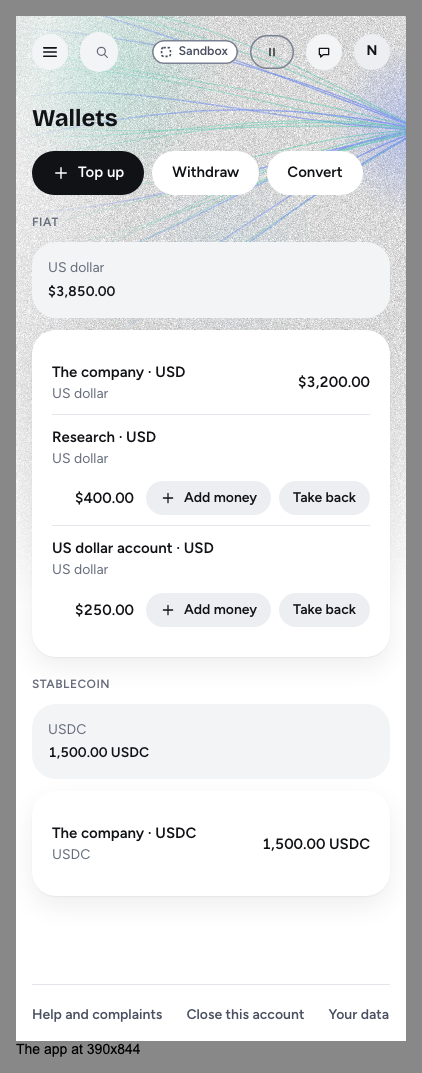 Sandbox
N
Wallets
Top up
Withdraw
Convert
FIAT
US dollar
$3,850.00
The company · USD
US dollar
$3,200.00
Research · USD
US dollar
$400.00
Add money
Take back
US dollar account · USD
US dollar
$250.00
Add money
Take back
STABLECOIN
USDC
1,500.00 USDC
The company · USDC
USDC
1,500.00 USDC
Help and complaints
Close this account
Your data
The app at 390x844